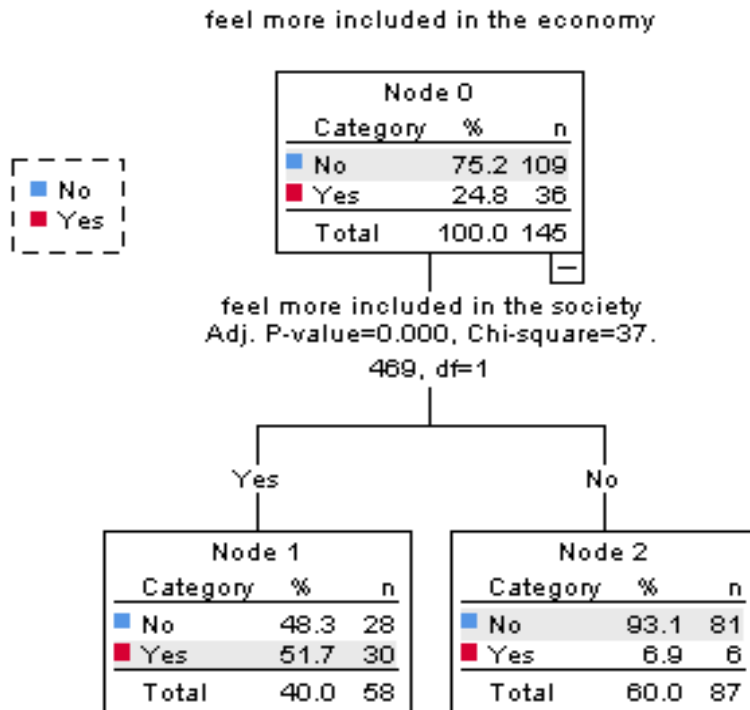 feel more included in the economy
Node 0
Category % n
No 75.2 109
Yes 24.8 36
Total 100.0 145
No
Yes
feel more included in the society
Adj. P-value=0.000, Chi-square=37.
469, df=1
Yes
No
Node 1
Category % n
No 48.3 28
Yes 51.7 30
Total 40.0 58
Node 2
Category % n
No 93.1 81
Yes 6.9 6
Total 60.0 87